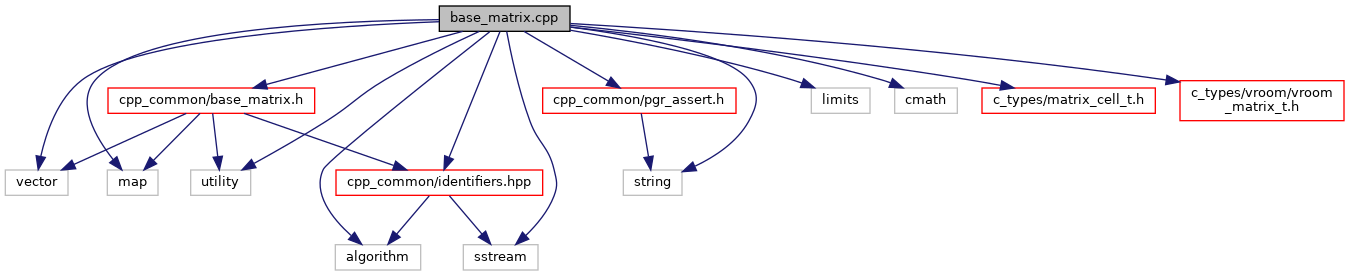 base_matrix.cpp
cpp_common/base_matrix.h
cpp_common/pgr_assert.h
limits
cmath
c_types/matrix_cell_t.h
c_types/vroom/vroom
_matrix_t.h
vector
map
utility
cpp_common/identifiers.hpp
string
algorithm
sstream